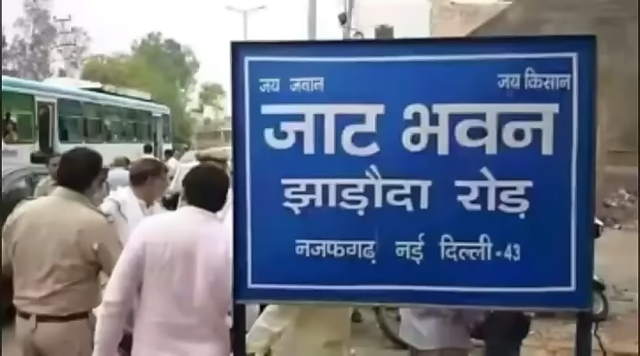 जय जवान जय किसान
जाट भवन
झाड़ौदा रोड़
नजफगढ़ नई दिल्ली-43